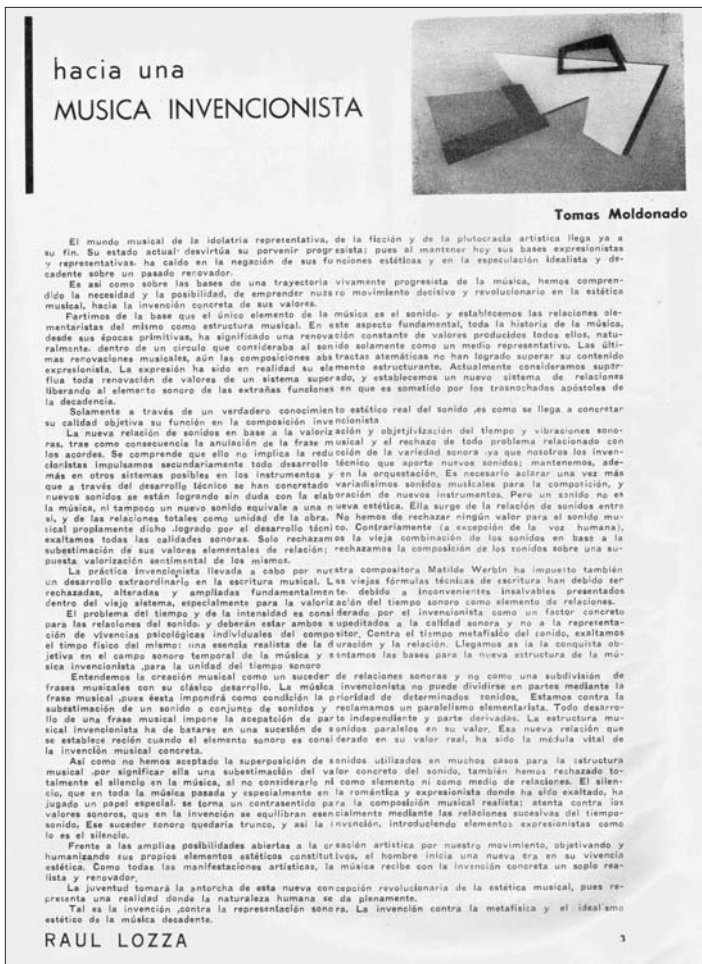 hacia una
MUSICA INVENCIONISTA
Tomas Moldonado
El mundo musical de la idolatria representativa, de la ficción y de la plutocracia artistica llega ya a
su fin. Su estado actual desvirtúa su porvenir progresista; pues al mantener hoy sus bases expresionistas
y representativas, ha caído en la negación de sus funciones estéticas y en la especulación idealista y de-
cadente sobre un pasado renovador.
Es así como sobre las bases de una trayectoria vivamente progresista de la música, hemos compren-
dido la necesidad y la posibilidad, de emprender nuestro movimiento decisivo y revolucionario en la estética
musical, hacia la invención concreta de sus valores.
Partimos de la base que el único elemento de la música es el sonido, y establecemos las relaciones ele-
mentaristas del mismo como estructura musical. En este aspecto fundamental, toda la historia de la música,
desde sus épocas primitivas, ha significado una renovación constante de valores producidos todos ellos, natu-
ralmente, dentro de un circulo que consideraba al sonido solamente como un medio representativo. Las últi-
mas renovaciones musicales, aún las composiciones abstractas atemáticas no han logrado superar su contenido
expresionista. La expresión ha sido en realidad su elemento estructurante. Actualmente consideramos super-
flua toda renovación de valores de un sistema superado, y establecemos un nuevo sistema de relaciones
liberando al elemento sonoro de las extrañas funciones en que es sometido por los trasnochados apóstoles de
la decadencia.
Solamente a través de un verdadero conocimiento estético real del sonido ,es como se llega a concretar
su calidad objetiva su función en la composición invencionista
La nueva relación de sonidos en base a la valorización y objetjivización del tiempo y vibraciones sono-
ras, trae como consecuencia la anulación de la frase musical y el rechazo de todo problema relacionado con
los acordes. Se comprende que ello no implica la reducción de la variedad sonora ,ya que nosotros los inven-
cionistas impulsamos secundariamente todo desarrollo técnico que aporte nuevos sonidos; mantenemos, ade-
más en otros sistemas posibles en los instrumentos y en la orquestación. Es necesario aclarar una vez más
que a través del desarrollo técnico se han concretado variadísimos sonidos musicales para la composición, y
nuevos sonidos se están logrando sin duda con la elaboración de nuevos instrumentos. Pero un sonido no es
la música, ni tampoco un nuevo sonido equivale a una nueva estética. Ella surge de la relación de sonidos entre
sí, y de las relaciones totales como unidad de la obra. No hemos de rechazar ningún valor para el sonido mu-
sical propiamente dicho ,logrado por el desarrollo técnico. Contrariamente (a excepción de la voz humana),
exaltamos todas las calidades sonoras. Solo rechazamos la vieja combinación de los sonidos en base a la
subestimación de sus valores elementales de relación; rechazamos la composición de los sonidos sobre una su-
puesta valorización sentimental de los mismos.
La práctica invencionista llevada a cabo por nuestra compositora Matilde Werbin ha impuesto también
un desarrollo extraordinario en la escritura musical. Las viejas fórmulas técnicas de escritura han debido ser
rechazadas, alteradas y ampliadas fundamentalmente, debido a inconvenientes insalvables presentados
dentro del viejo sistema, especialmente para la valorización del tiempo sonoro como elemento de relaciones.
El problema del tiempo y de la intensidad es considerado por el invencionista como un factor concreto
para las relaciones del sonido, y deberán estar ambos supeditados a la calidad sonora y no a la representa-
ción de vivencias psicológicas individuales del compositor. Contra el tiempo metafísico del sonido, exaltamos
el timpo físico del mismo: una esencia realista de la duración y la relación. Llegamos as ía la conquista ob-
jetiva en el campo sonoro temporal de la música y sentamos las bases para la nueva estructura de la mú-
sica invencionista ,para la unidad del tiempo sonoro
Entendemos la creación musical como un suceder de relaciones sonoras y no como una subdivisión de
frases musicales con su clásico desarrollo. La música invencionista no puede dividirse en partes mediante la
frase musical ,pues éesta impondrá como condición la prioridad de determinados sonidos. Estamos contra la
subestimación de un sonido o conjunto de sonidos y reclamamos un paralelismo elementarista. Todo desarro-
llo de una frase musical impone la acepatción de parte independiente y parte derivadas. La estructura mu-
sical invencionista ha de batarse en una sucesión de sonidos paralelos en su valor. Esa nueva relación que
se establece reción cuando el elemento sonoro es considerado en su valor real, ha sido la médula vital de
la invención musical concreta.
Así como no hemos aceptado la superposición de sonidos utilizados en muchos casos para la estructura
musical ,por significar ella una subestimación del valor concreto del sonido, también hemos rechazado to-
talmente el silencio en la música, al no considerarlo ni como elemento ni como medio de relaciones. El silen-
cio, que en toda la música pasada y especialmente en la romántica y expresionista donde ha sido exaltado, ha
jugado un papel especial, se torna un contrasentido para la composición musical realista; atenta contra los
valores sonoros, que en la invención se equilibran esencialmente mediante las relaciones sucesivas del tiempo-
sonido. Ese suceder sonoro quedaría trunco, y así la invención, introduciendo elementos expresionistas como
lo es el silencio.
Frente a las amplias posibilidades abiertas a la creación artística por nuestro movimiento, objetivando y
humanizando sus propios elementos estéticos constitutivos, el hombre inicia una nueva era en su vivencia
estética. Como todas las manifestaciones artísticas, la música recibe con la invención concreta un soplo rea-
lista y renovador.
La juventud tomará la antorcha de esta nueva concepción revolucionaria de la estética musical, pues re-
presenta una realidad donde la naturaleza humana se da plenamente.
Tal es la invención ,contra la representación sonora. La invención contra la metafísica y el idealismo
estético de la música decadente.
RAUL LOZZA
3